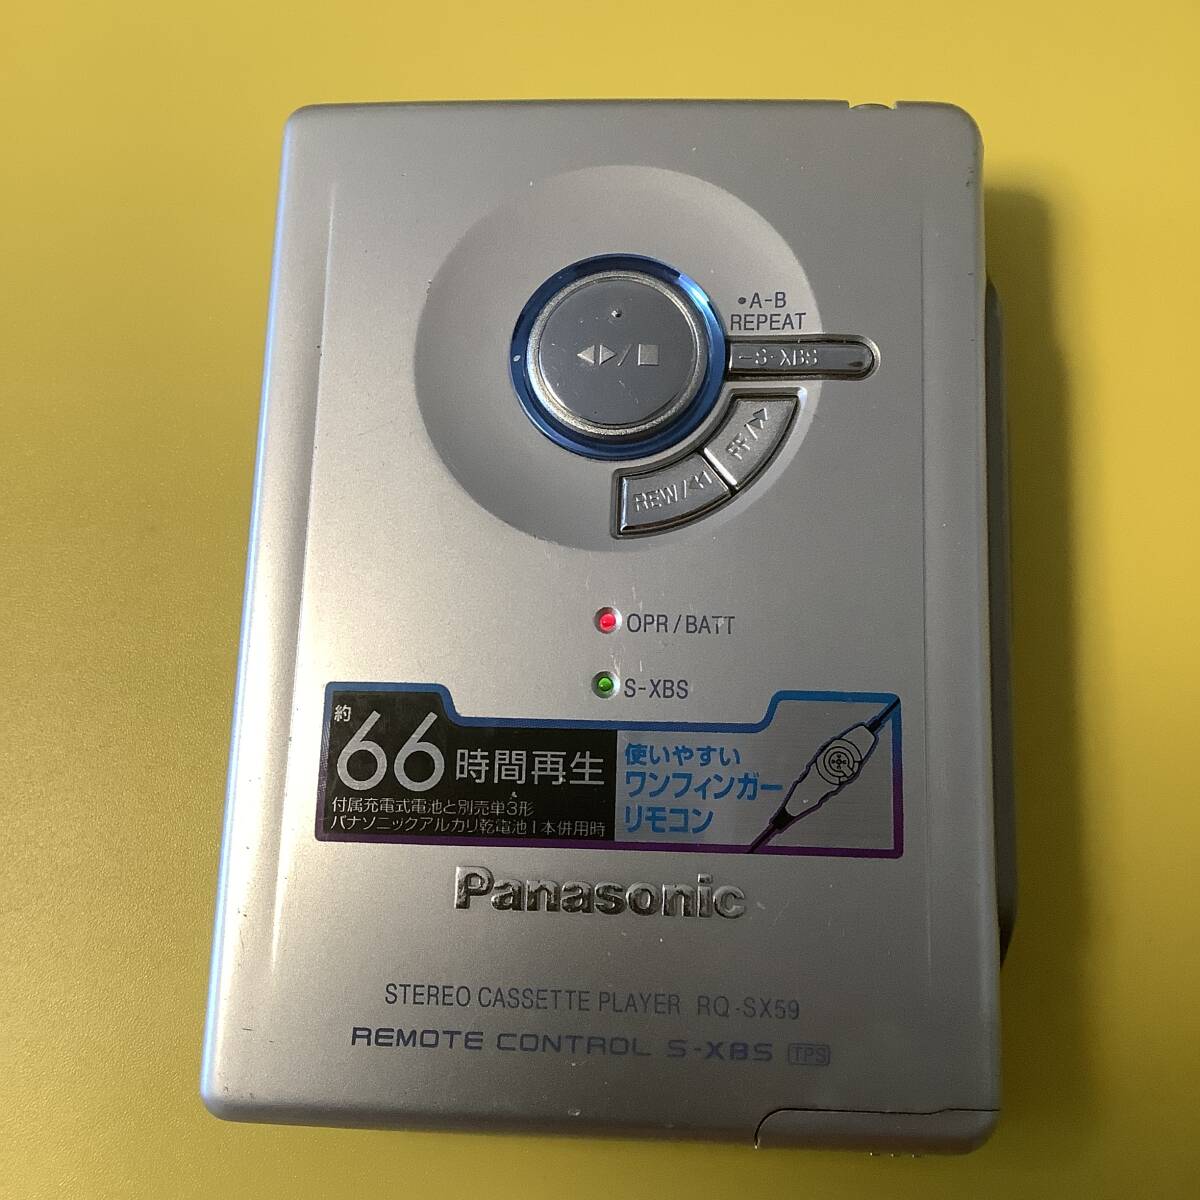 •A-B
REPEAT
◀▶/■
–S-XBS
FF/▶▶
REW/◀◀
OPR/BATT
S-XBS
約66時間再生
付属充電式電池と別売単3形
パナソニックアルカリ乾電池1本併用時
使いやすい
ワンフィンガー
リモコン
Panasonic
STEREO CASSETTE PLAYER RQ-SX59
REMOTE CONTROL S-XBS TPS